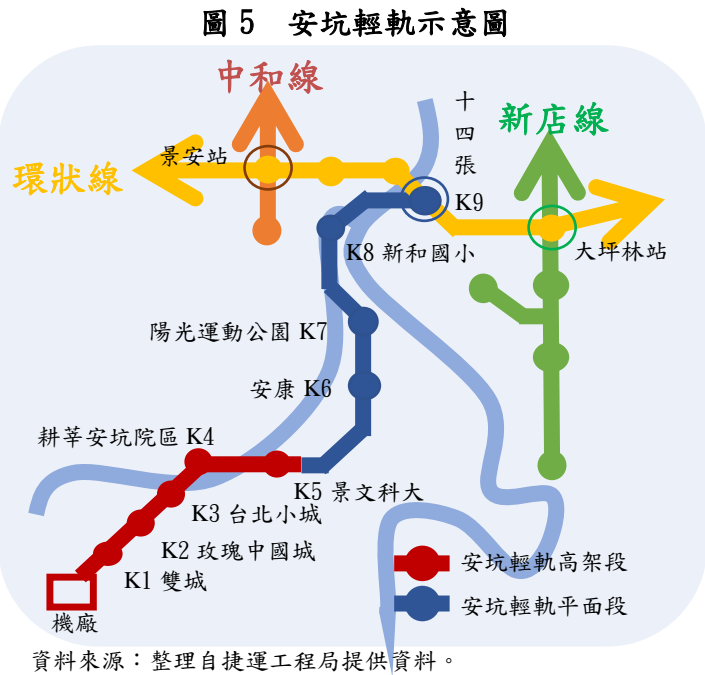 圖 5　安坑輕軌示意圖
中和線
十四張
新店線
景安站
環狀線
K9
K8 新和國小
大坪林站
陽光運動公園 K7
安康 K6
耕莘安坑院區 K4
K5 景文科大
K3 台北小城
K2 玫瑰中國城
K1 雙城
安坑輕軌高架段
安坑輕軌平面段
機廠
資料來源：整理自捷運工程局提供資料。